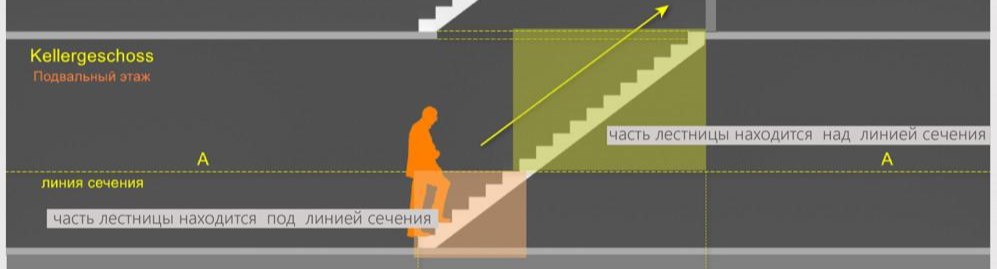 Kellergeschoss
Подвальный этаж
часть лестницы находится над линией сечения
A
A
линия сечения
часть лестницы находится под линией сечения